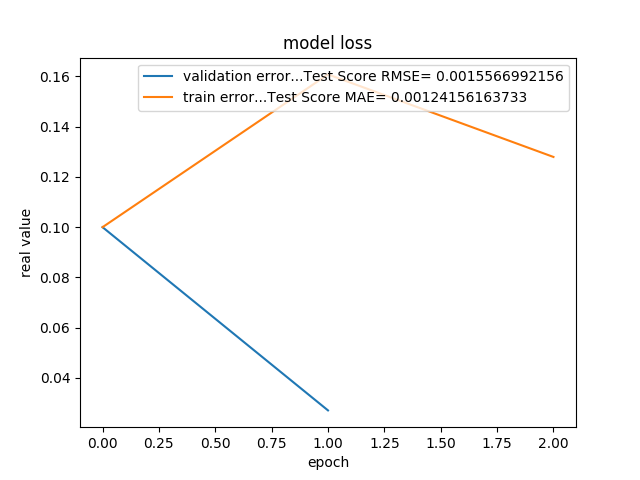 model loss
validation error...Test Score RMSE= 0.0015566992156
train error...Test Score MAE= 0.00124156163733
0.16
0.14
0.12
0.10
0.08
0.06
0.04
real value
0.00 0.25 0.50 0.75 1.00 1.25 1.50 1.75 2.00
epoch